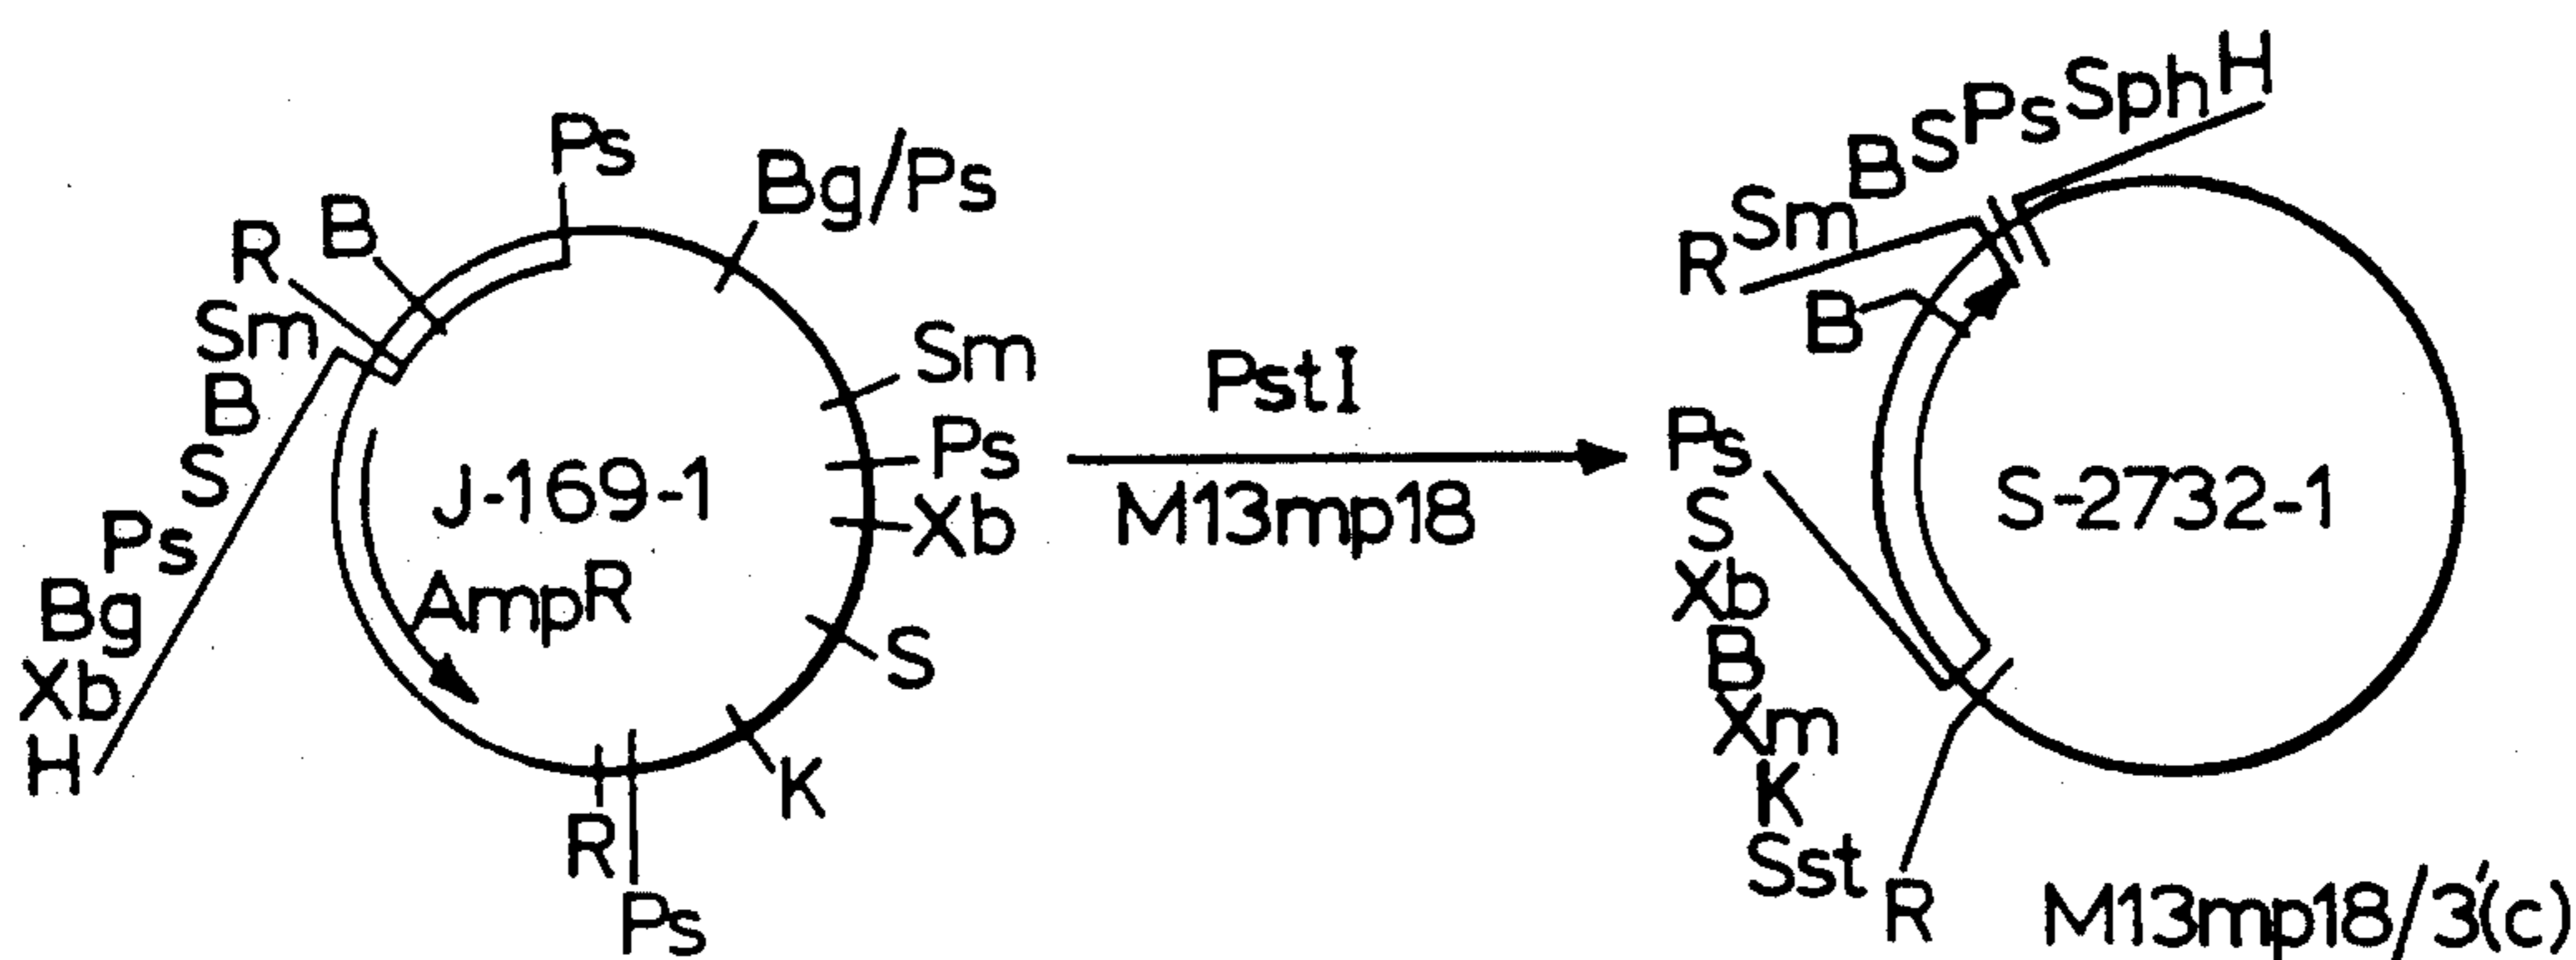 Ps
Bg/Ps
B
R
Sm
B
S
Ps
Bg
Xb
H
Sm
Ps
Xb
S
K
R
Ps
J-169-1
AmpR
PstI
M13mp18
R
Sm
B
S
Ps
Sph
H
B
Ps
S
Xb
B
Xm
K
Sst
R
S-2732-1
M13mp18/3'(c)